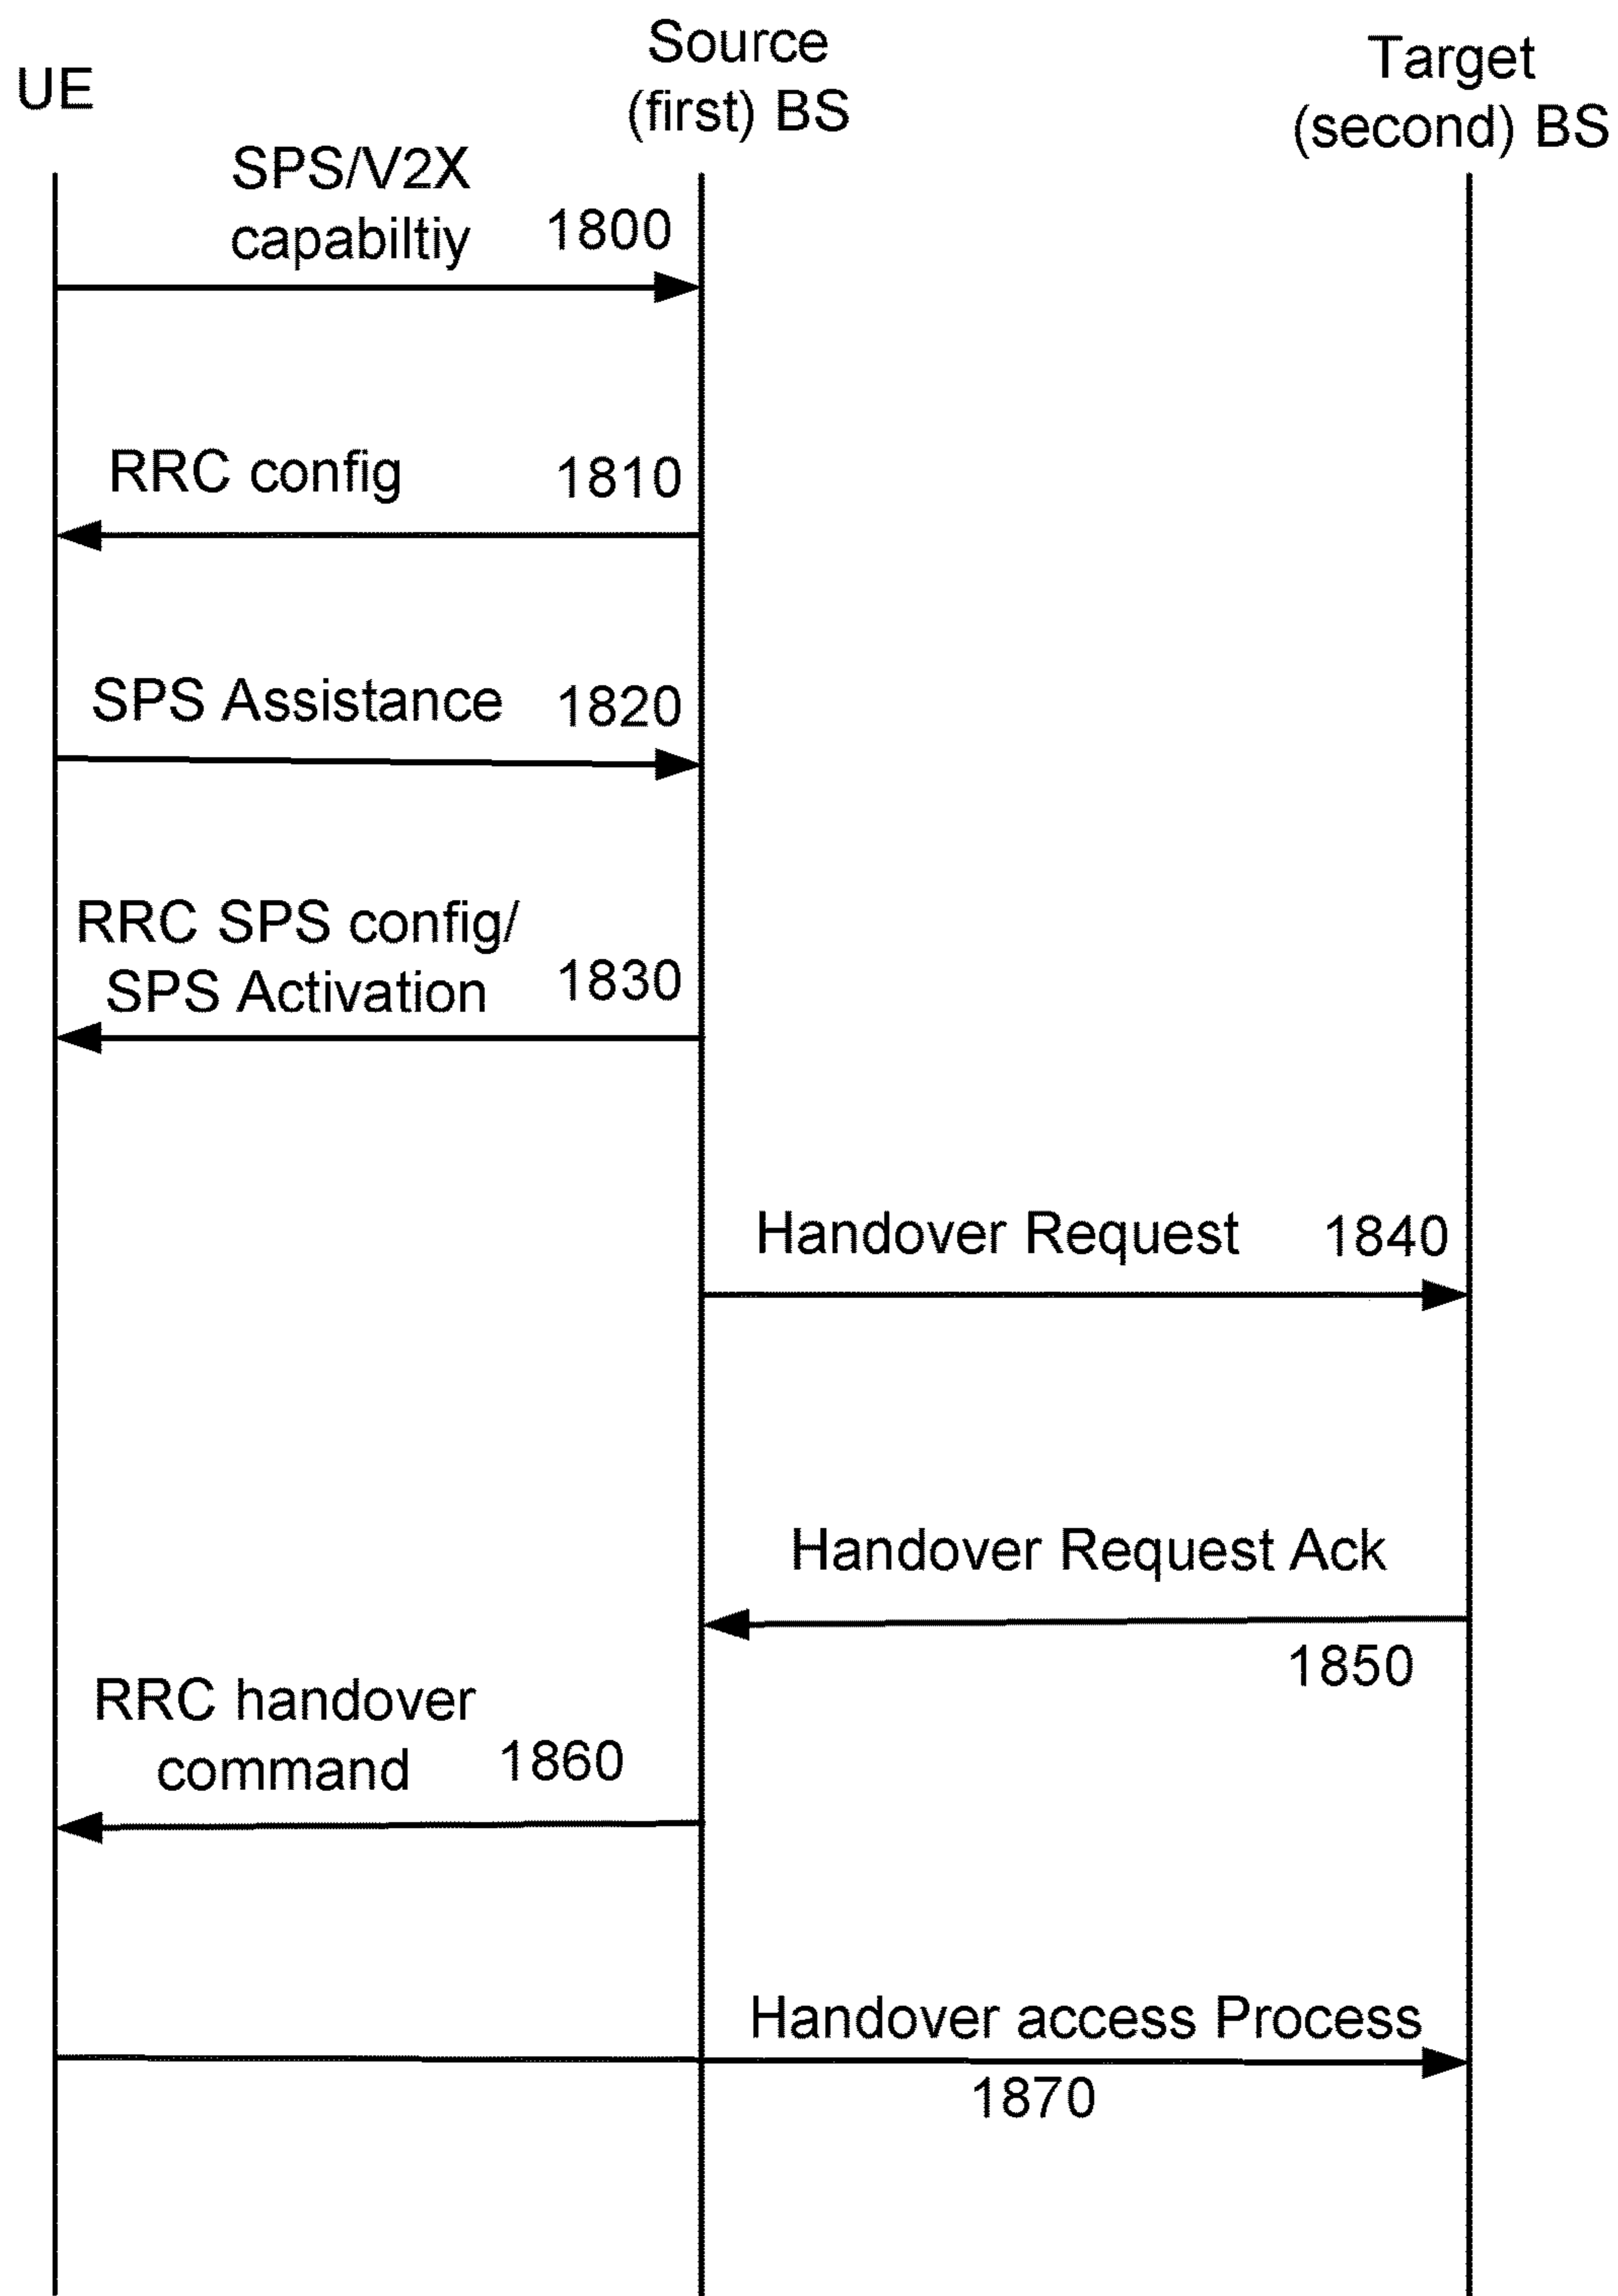 UE
Source
(first) BS
Target
(second) BS
SPS/V2X
capabiltiy
1800
RRC config
1810
SPS Assistance
1820
RRC SPS config/
SPS Activation
1830
Handover Request
1840
Handover Request Ack
1850
RRC handover
command
1860
Handover access Process
1870